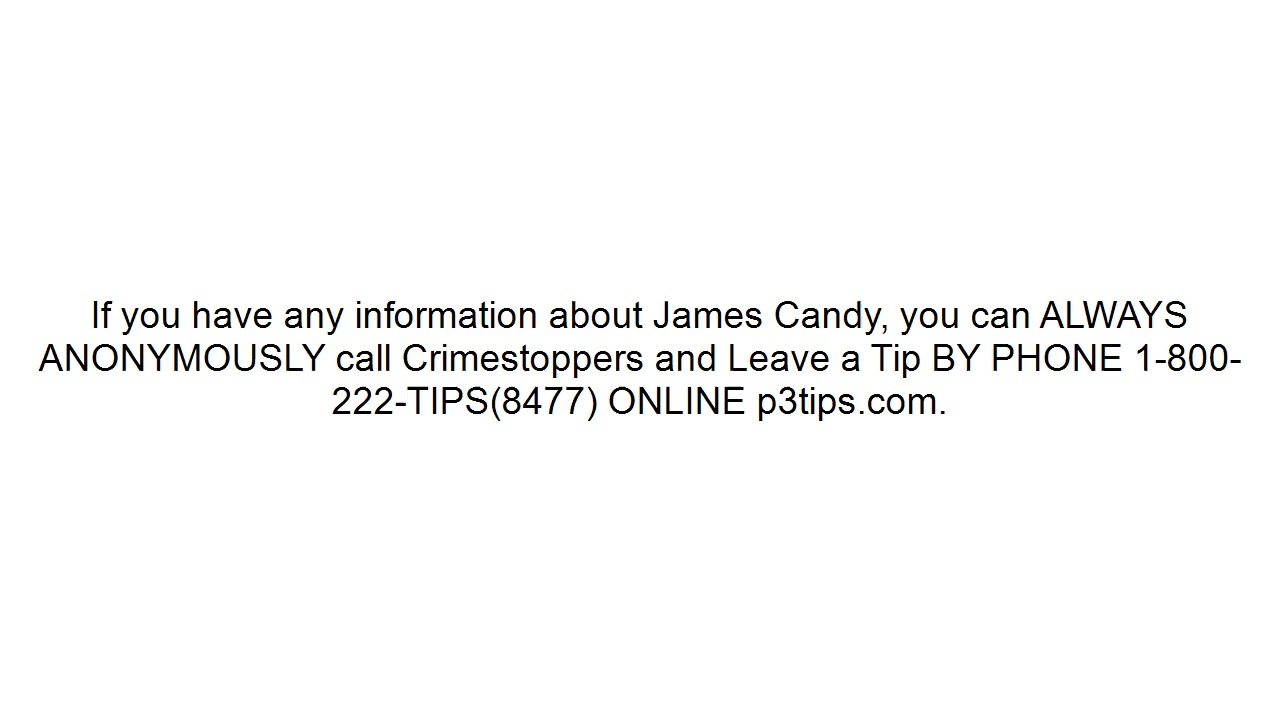 If you have any information about James Candy, you can ALWAYS
ANONYMOUSLY call Crimestoppers and Leave a Tip BY PHONE 1-800-
222-TIPS(8477) ONLINE p3tips.com.